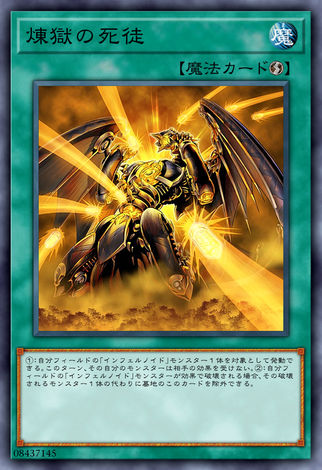 煉獄の死徒
魔
【魔法カード】
①:自分フィールドの「インフェルノイド」モンスター1体を対象として発動で
きる。このターン、その自分のモンスターは相手の効果を受けない。②:自分フ
ィールドの「インフェルノイド」モンスターが効果で破壊される場合、その破壊
されるモンスター1体の代わりに墓地のこのカードを除外できる。
08437145